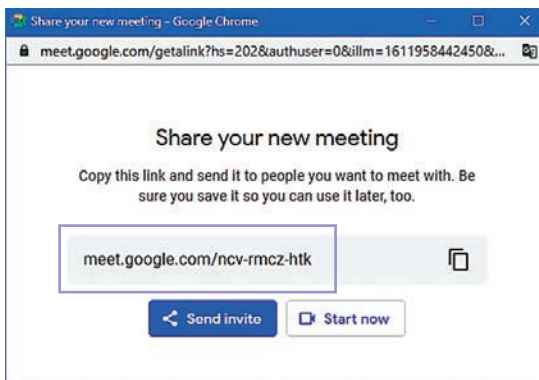 Share your new meeting - Google Chrome
meet.google.com/getalink?hs=202&authuser=0&illm=1611958442450&...
Share your new meeting
Copy this link and send it to people you want to meet with. Be
sure you save it so you can use it later, too.
meet.google.com/ncv-rmcz-htk
Send invite Start now